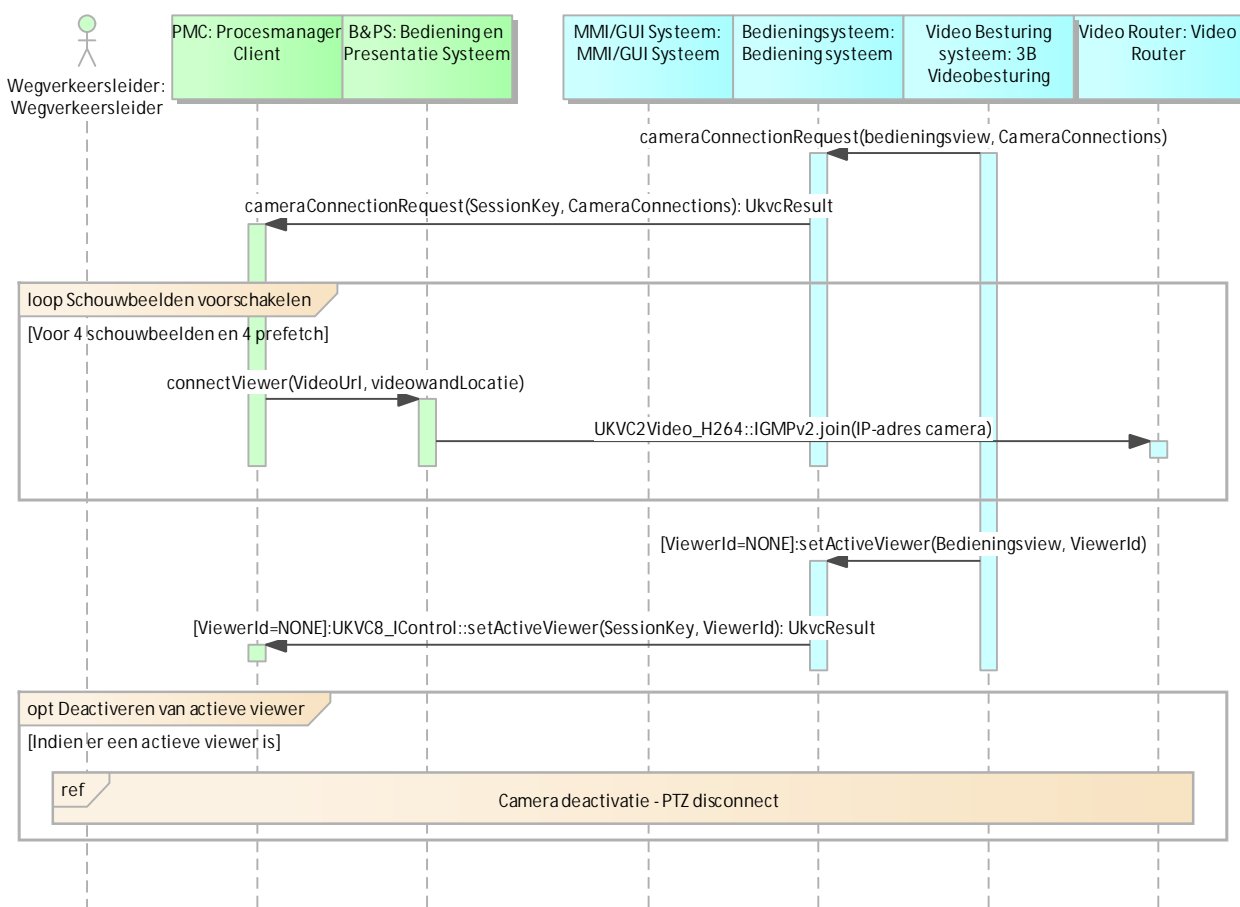 PMC: Procesmanager
Client
B&PS: Bediening en
Presentatie Systeem
MMI/GUI Systeem:
MMI/GUI Systeem
Bedieningsysteem:
Bedieningsysteem
Video Besturing
systeem: 3B
Videobesturing
Video Router: Video
Router
Wegverkeersleider:
Wegverkeersleider
cameraConnectionRequest(bedieningsview, CameraConnections)
cameraConnectionRequest(SessionKey, CameraConnections): UkvcResult
loop Schouwbeelden voorschakelen
[Voor 4 schouwbeelden en 4 prefetch]
connectViewer(VideoUrl, videowandLocatie)
UKVC2Video_H264::IGMPv2.join(IP-adres camera)
[ViewerId=NONE]:setActiveViewer(Bedieningsview, ViewerId)
[ViewerId=NONE]:UKVC8_IControl::setActiveViewer(SessionKey, ViewerId): UkvcResult
opt Deactiveren van actieve viewer
[Indien er een actieve viewer is]
ref
Camera deactivatie - PTZ disconnect